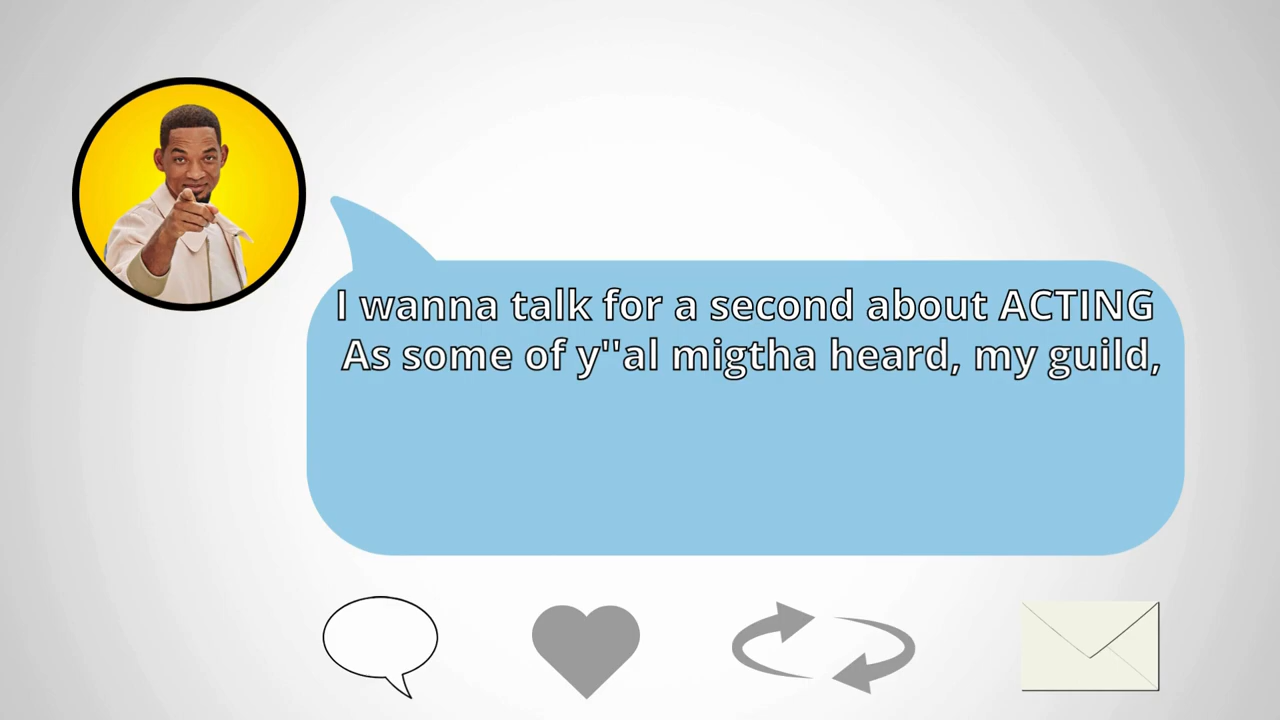 I wanna talk for a second about ACTING
As some of y''al migtha heard, my guild,